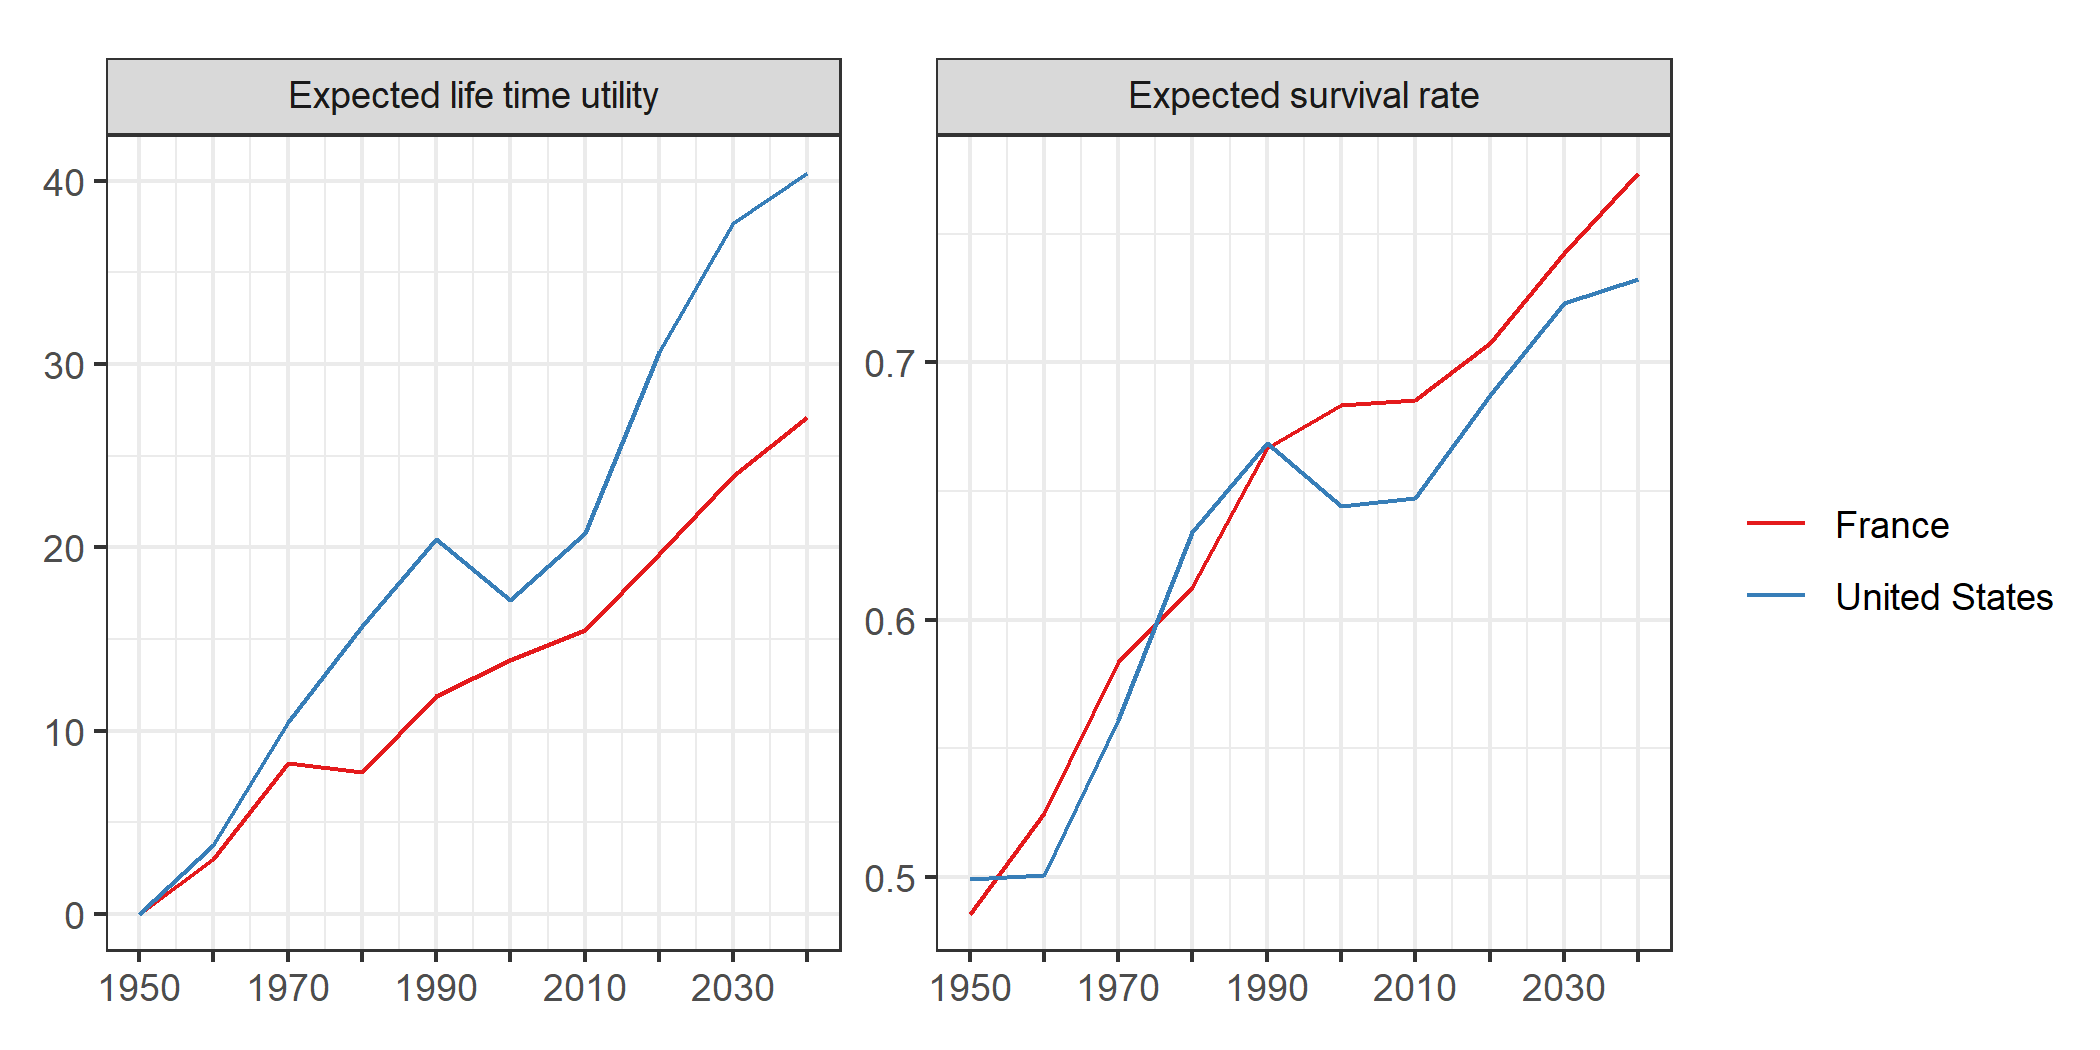 Expected life time utility
Expected survival rate
40
30
20
10
0
0.7
0.6
0.5
1950 1970 1990 2010 2030
1950 1970 1990 2010 2030
France
United States